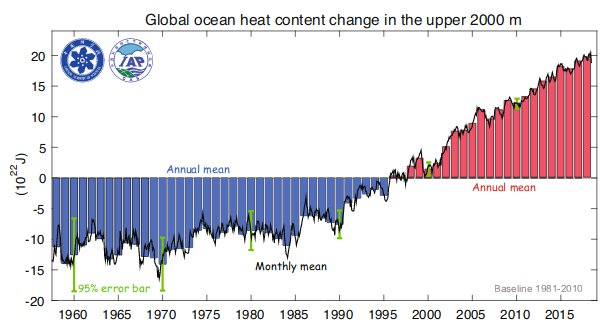 Global ocean heat content change in the upper 2000 m
IAP
(10²² J)
20
15
10
5
0
-5
-10
-15
-20
Annual mean
Annual mean
Monthly mean
95% error bar
Baseline 1981-2010
1960 1965 1970 1975 1980 1985 1990 1995 2000 2005 2010 2015